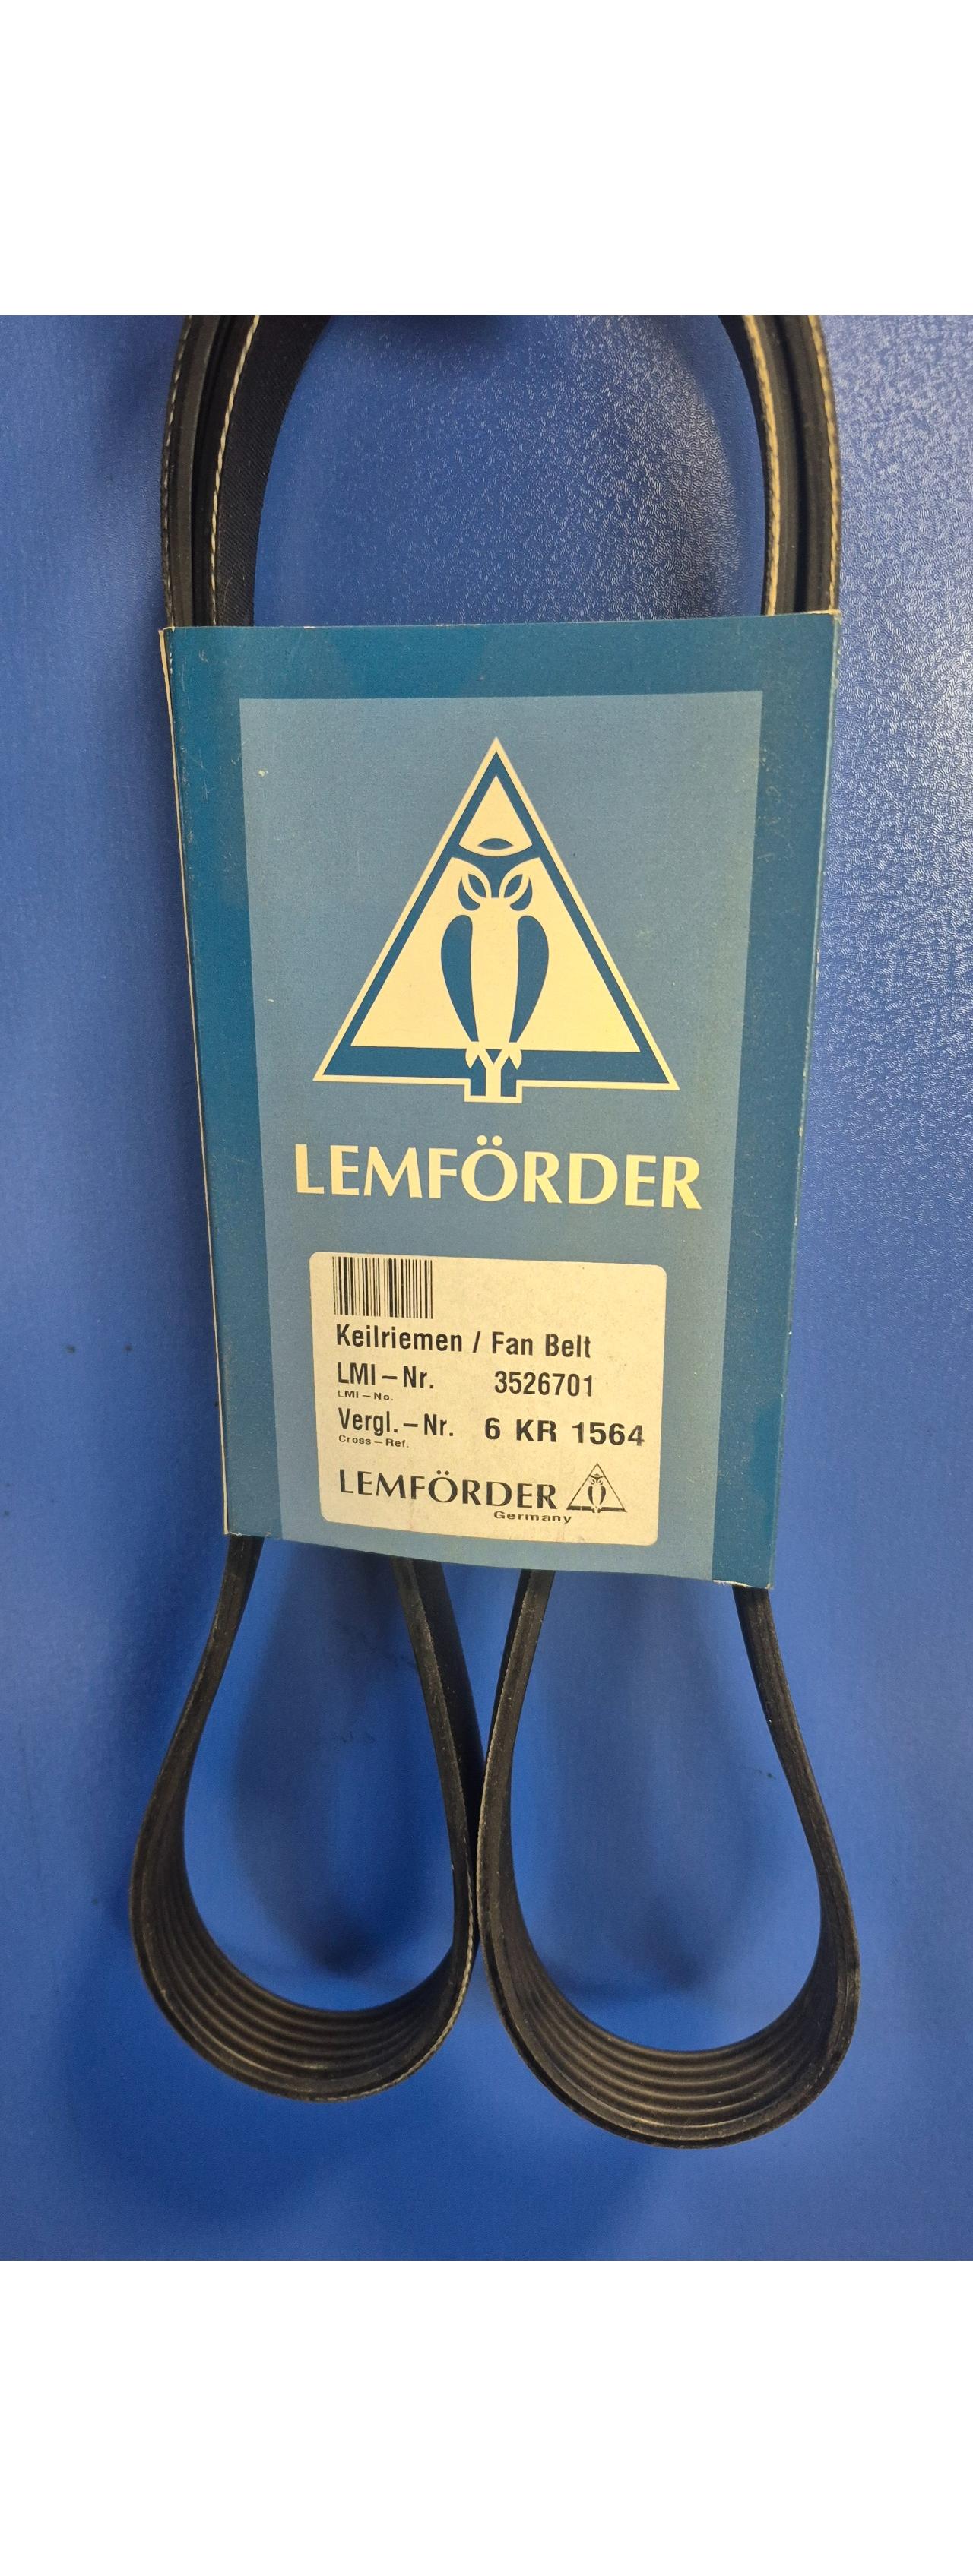 LEMFÖRDER
Keilriemen / Fan Belt
LMI-Nr. 3526701
LMI-No.
Vergl.-Nr. 6 KR 1564
Cross-Ref.
LEMFÖRDER
Germany